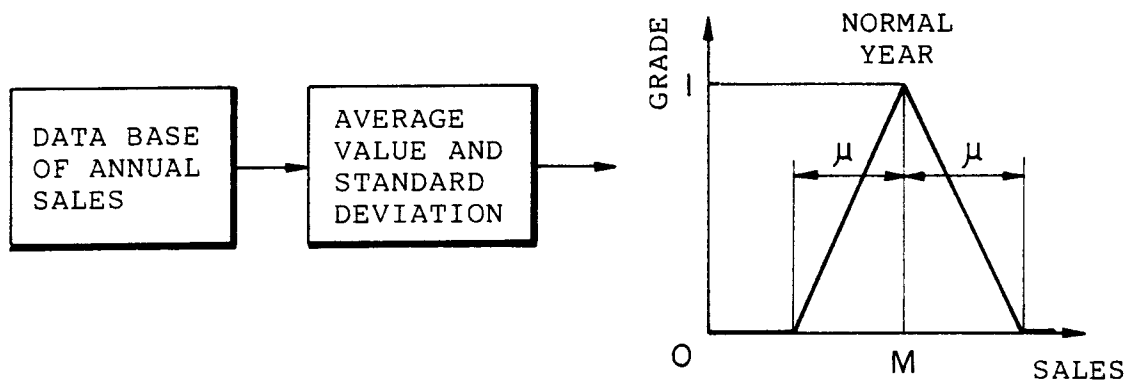 DATA BASE
OF ANNUAL
SALES
AVERAGE
VALUE AND
STANDARD
DEVIATION
GRADE
NORMAL
YEAR
1
μ
μ
O
M
SALES